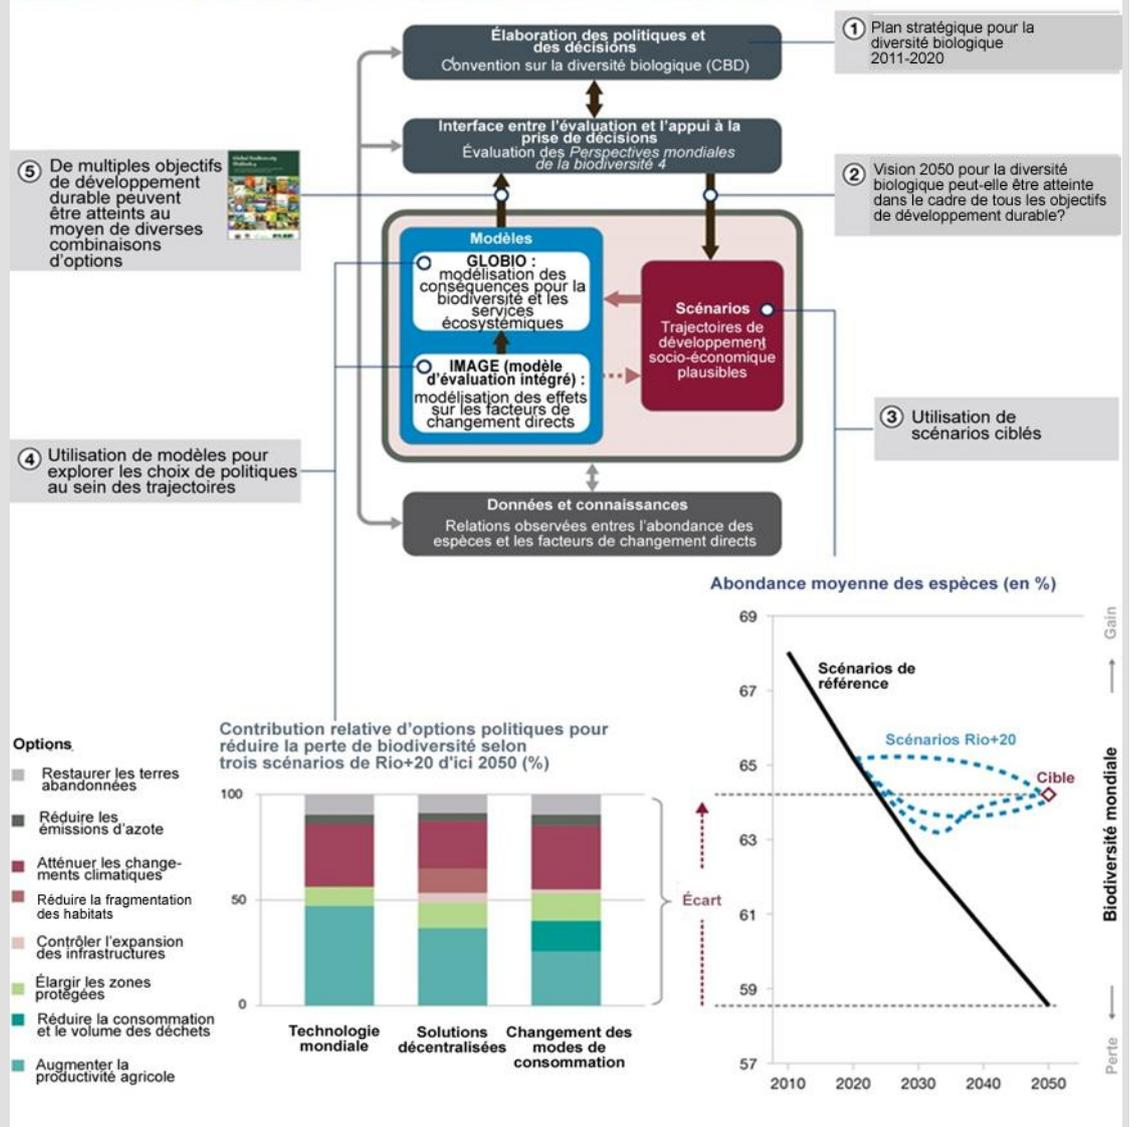 Élaboration des politiques et
des décisions
Convention sur la diversité biologique (CBD)
1 Plan stratégique pour la
diversité biologique
2011-2020
Interface entre l'évaluation et l'appui à la
prise de décisions
Évaluation des Perspectives mondiales
de la biodiversité 4
5 De multiples objectifs
de développement
durable peuvent
être atteints au
moyen de diverses
combinaisons
d'options
2 Vision 2050 pour la diversité
biologique peut-elle être atteinte
dans le cadre de tous les objectifs
de développement durable?
Modèles
GLOBIO :
modélisation des
conséquences pour la
biodiversité et les
services
écosystémiques
IMAGE (modèle
d'évaluation intégré) :
modélisation des effets
sur les facteurs de
changement directs
Scénarios
Trajectoires de
développement
socio-économique
plausibles
3 Utilisation de
scénarios ciblés
4 Utilisation de modèles pour
explorer les choix de politiques
au sein des trajectoires
Données et connaissances
Relations observées entres l'abondance des
espèces et les facteurs de changement directs
Abondance moyenne des espèces (en %)
69
67
65
63
61
59
57
2010 2020 2030 2040 2050
Scénarios de
référence
Scénarios Rio+20
Cible
Gain
Biodiversité mondiale
Perte
Contribution relative d'options politiques pour
réduire la perte de biodiversité selon
trois scénarios de Rio+20 d'ici 2050 (%)
100
50
0
Écart
Technologie
mondiale
Solutions
décentralisées
Changement des
modes de
consommation
Options
Restaurer les terres
abandonnées
Réduire les
émissions d'azote
Atténuer les change-
ments climatiques
Réduire la fragmentation
des habitats
Contrôler l'expansion
des infrastructures
Élargir les zones
protégées
Réduire la consommation
et le volume des déchets
Augmenter la
productivité agricole